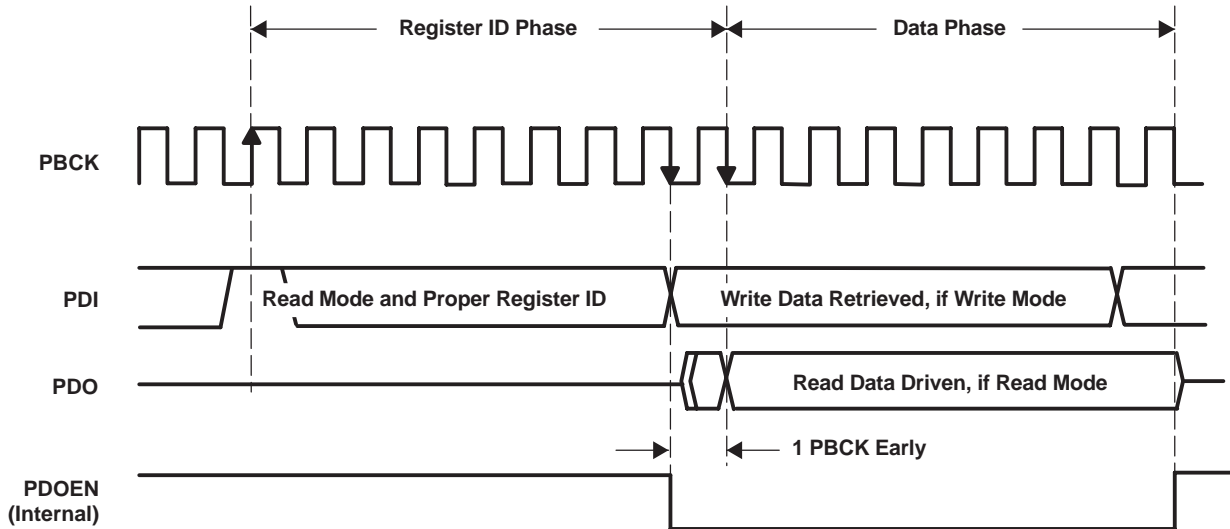 Register ID Phase
Data Phase
PBCK
PDI
Read Mode and Proper Register ID
Write Data Retrieved, if Write Mode
PDO
Read Data Driven, if Read Mode
1 PBCK Early
PDOEN
(Internal)